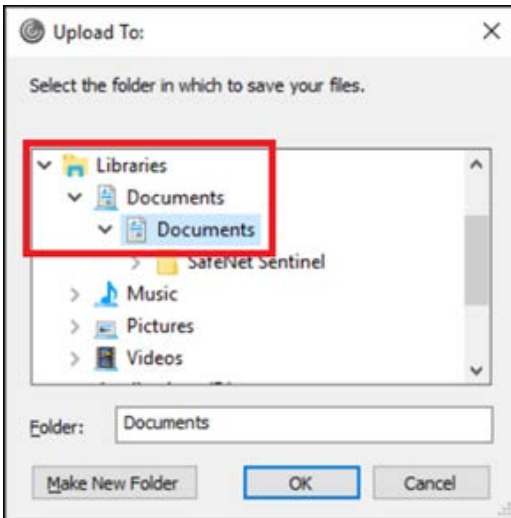 Upload To:
Select the folder in which to save your files.
Libraries
Documents
Documents
SafeNet Sentinel
Music
Pictures
Videos
Folder: Documents
Make New Folder OK Cancel